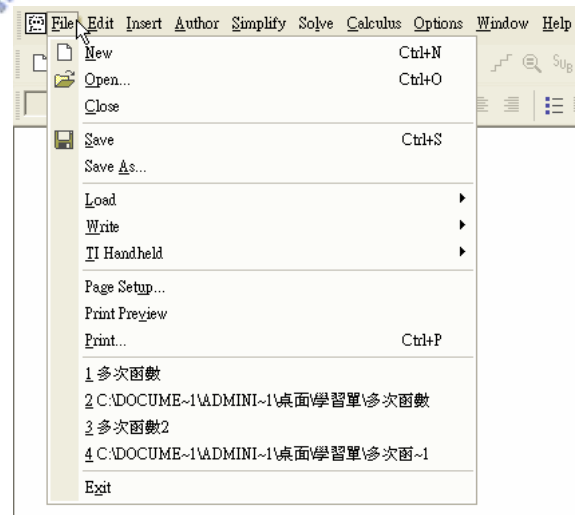 File Edit Insert Author Simplify Solve Calculus Options Window Help
New Ctrl+N
Open... Ctrl+O
Close
Save Ctrl+S
Save As...
Load
Write
TI Handheld
Page Setup...
Print Preview
Print... Ctrl+P
1 多次函數
2 C:\DOCUME~1\ADMINI~1\桌面\學習單\多次函數
3 多次函數2
4 C:\DOCUME~1\ADMINI~1\桌面\學習單\多次函~1
Exit